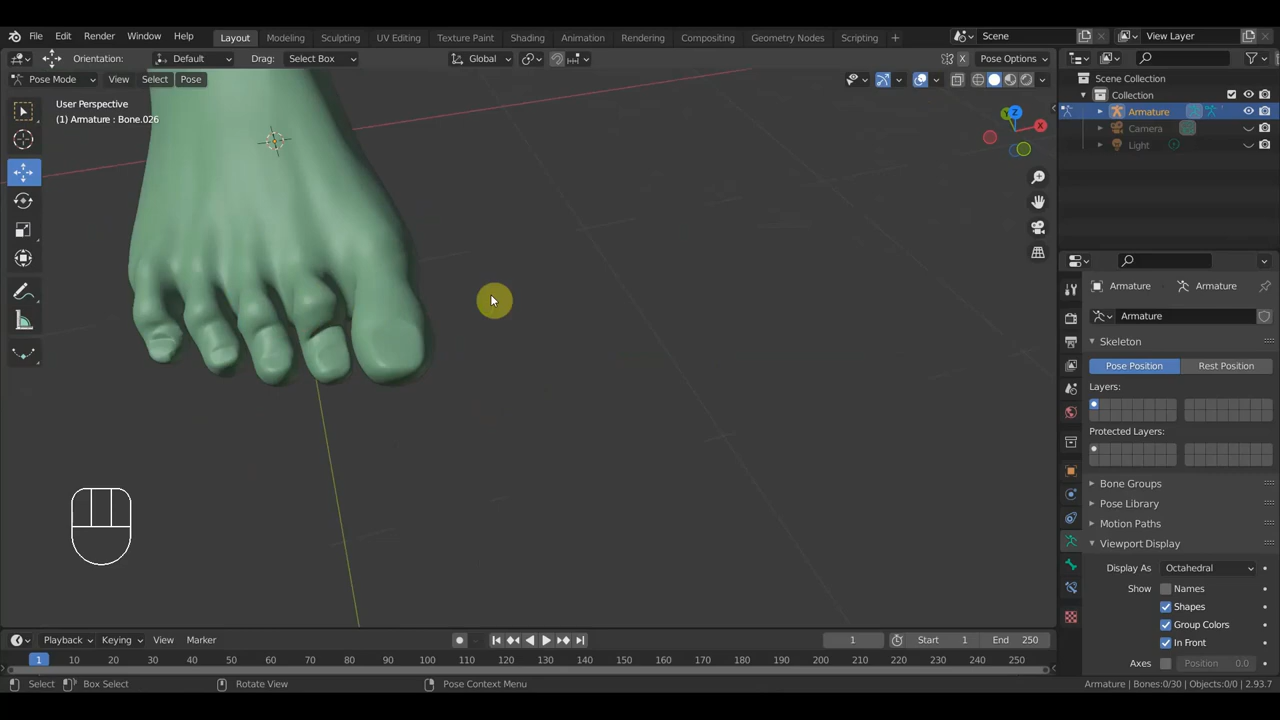 File Edit Render Window Help Layout Modeling Sculpting UV Editing Texture Paint Shading Animation Rendering Compositing Geometry Nodes Scripting + Scene View Layer
Orientation: Default Drag: Select Box Global Pose Options
Pose Mode View Select Pose
User Perspective
(1) Armature : Bone.026
Z
Y
X
Scene Collection
Collection
Armature
Camera
Light
Armature Armature
Armature
Skeleton
Pose Position Rest Position
Layers:
Protected Layers:
Bone Groups
Pose Library
Motion Paths
Viewport Display
Display As Octahedral
Show Names
Shapes
Group Colors
In Front
Axes Position 0.0
Playback Keying View Marker 1 Start 1 End 250
1 10 20 30 40 50 60 70 80 90 100 110 120 130 140 150 160 170 180 190 200 210 220 230 240 250
Select Box Select Rotate View Pose Context Menu Armature | Bones:0/30 | Objects:0/0 | 2.93.7